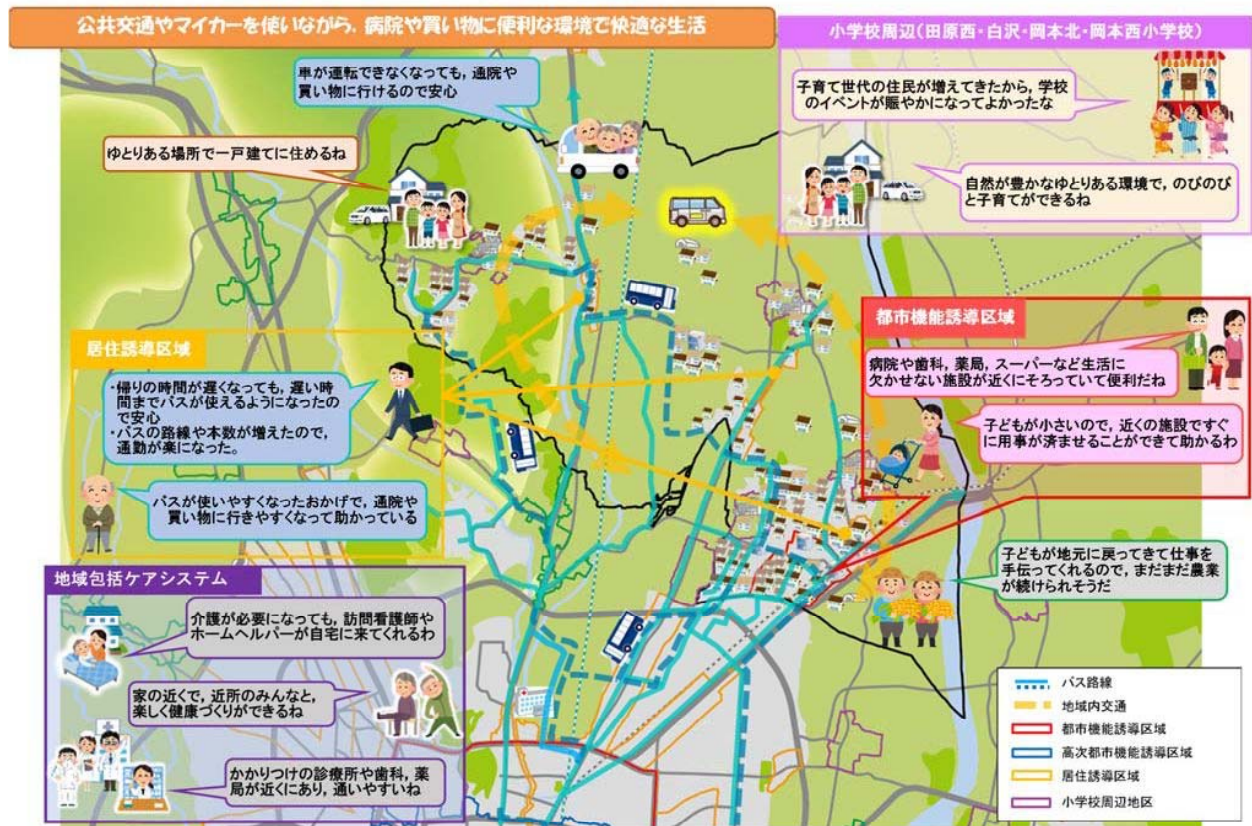 公共交通やマイカーを使いながら，病院や買い物に便利な環境で快適な生活
小学校周辺（田原西・白沢・岡本北・岡本西小学校）
車が運転できなくなっても，通院や
買い物に行けるので安心
子育て世代の住民が増えてきたから，学校
のイベントが賑やかになってよかったな
ゆとりある場所で一戸建てに住めるね
自然が豊かなゆとりある環境で，のびのび
と子育てができるね
居住誘導区域
・帰りの時間が遅くなっても，遅い時
間までバスが使えるようになったの
で安心
・バスの路線や本数が増えたので，
通勤が楽になった。
バスが使いやすくなったおかげで，通院や
買い物に行きやすくなって助かっている
都市機能誘導区域
病院や歯科，薬局，スーパーなど生活に
欠かせない施設が近くにそろっていて便利だね
子どもが小さいので，近くの施設ですぐ
に用事が済ませることができて助かるわ
子どもが地元に戻ってきて仕事を
手伝ってくれるので，まだまだ農業
が続けられそうだ
地域包括ケアシステム
介護が必要になっても，訪問看護師や
ホームヘルパーが自宅に来てくれるわ
家の近くで，近所のみんなと，
楽しく健康づくりができるね
かかりつけの診療所や歯科，薬
局が近くにあり，通いやすいね
バス路線
地域内交通
都市機能誘導区域
高次都市機能誘導区域
居住誘導区域
小学校周辺地区